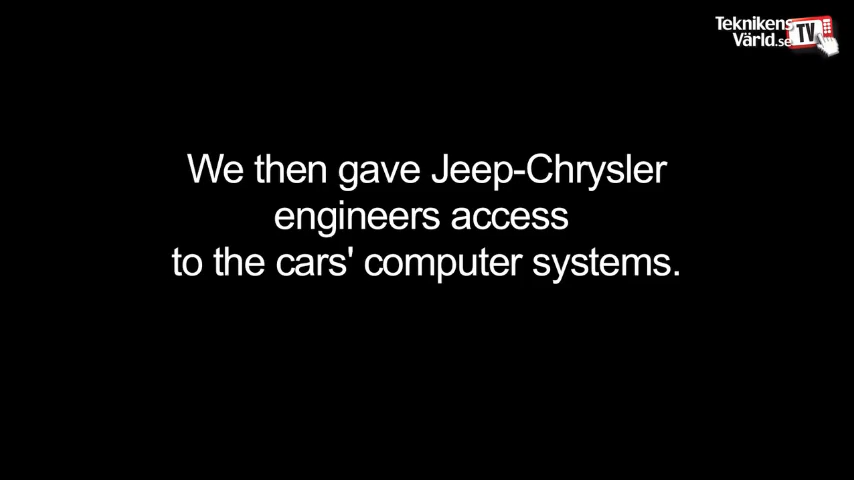 Teknikens
Värld.se TV
We then gave Jeep-Chrysler
engineers access
to the cars' computer systems.